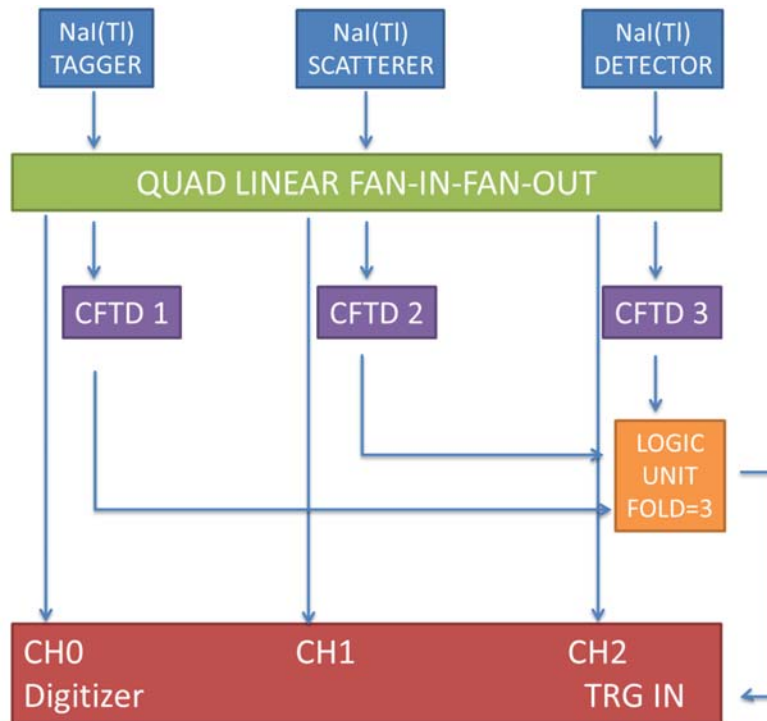 NaI(Tl)
TAGGER
NaI(Tl)
SCATTERER
NaI(Tl)
DETECTOR
QUAD LINEAR FAN-IN-FAN-OUT
CFTD 1
CFTD 2
CFTD 3
LOGIC
UNIT
FOLD=3
CH0
CH1
CH2
Digitizer
TRG IN